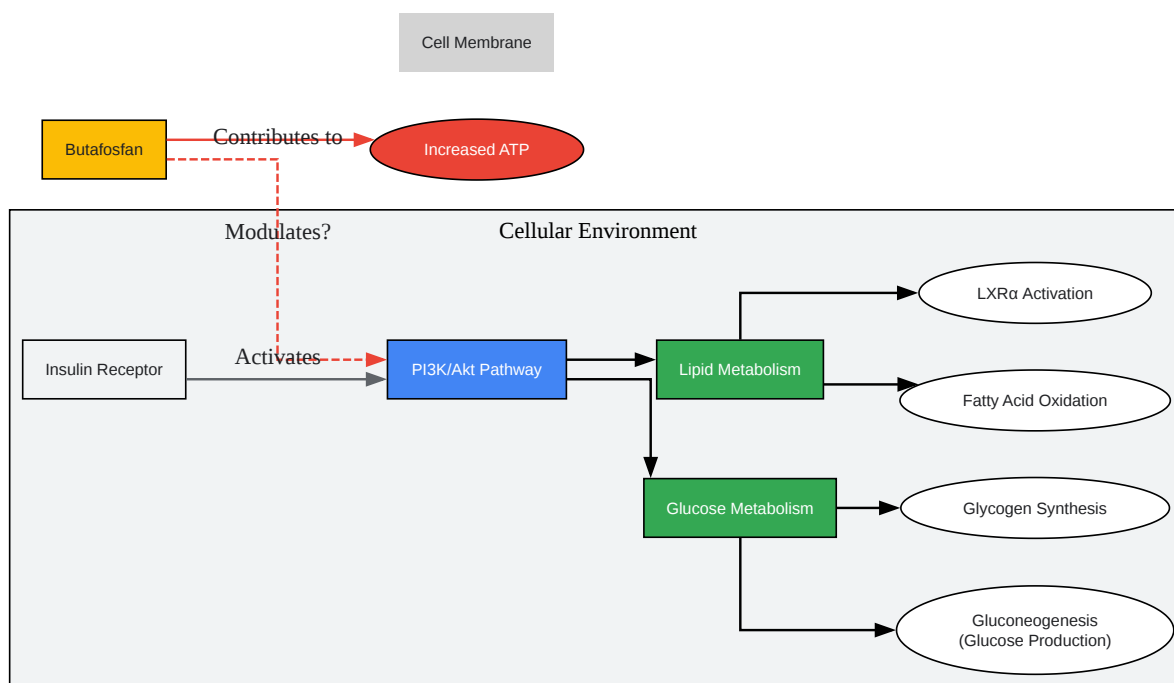 Cell Membrane
Butafosfan
Contributes to
Increased ATP
Modulates?
Cellular Environment
LXRα Activation
Insulin Receptor
Activates
PI3K/Akt Pathway
Lipid Metabolism
Fatty Acid Oxidation
Glucose Metabolism
Glycogen Synthesis
Gluconeogenesis
(Glucose Production)